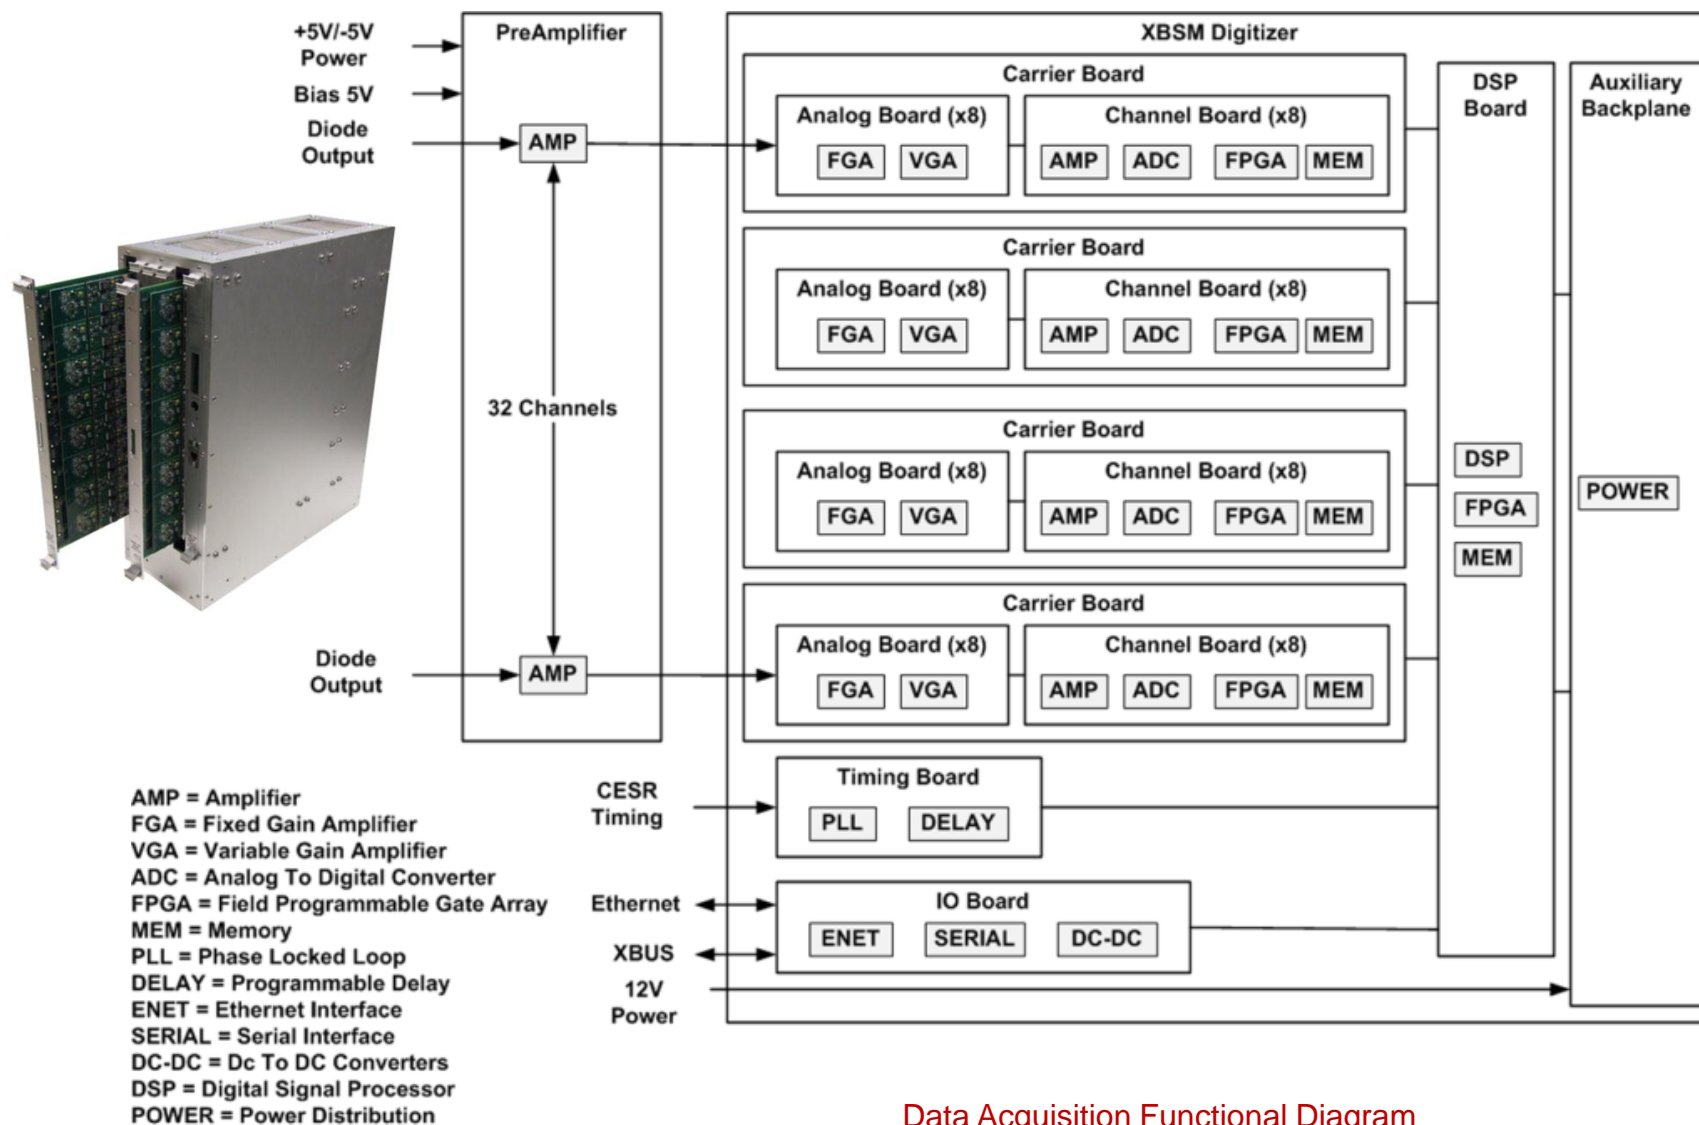 +5V/-5V
Power
Bias 5V
Diode
Output
PreAmplifier
AMP
32 Channels
Diode
Output
AMP
XBSM Digitizer
Carrier Board
Analog Board (x8)
FGA VGA
Channel Board (x8)
AMP ADC FPGA MEM
Carrier Board
Analog Board (x8)
FGA VGA
Channel Board (x8)
AMP ADC FPGA MEM
Carrier Board
Analog Board (x8)
FGA VGA
Channel Board (x8)
AMP ADC FPGA MEM
Carrier Board
Analog Board (x8)
FGA VGA
Channel Board (x8)
AMP ADC FPGA MEM
DSP
Board
DSP
FPGA
MEM
Auxiliary
Backplane
POWER
CESR
Timing
Timing Board
PLL DELAY
Ethernet
XBUS
IO Board
ENET SERIAL DC-DC
12V
Power
AMP = Amplifier
FGA = Fixed Gain Amplifier
VGA = Variable Gain Amplifier
ADC = Analog To Digital Converter
FPGA = Field Programmable Gate Array
MEM = Memory
PLL = Phase Locked Loop
DELAY = Programmable Delay
ENET = Ethernet Interface
SERIAL = Serial Interface
DC-DC = Dc To DC Converters
DSP = Digital Signal Processor
POWER = Power Distribution
Data Acquisition Functional Diagram